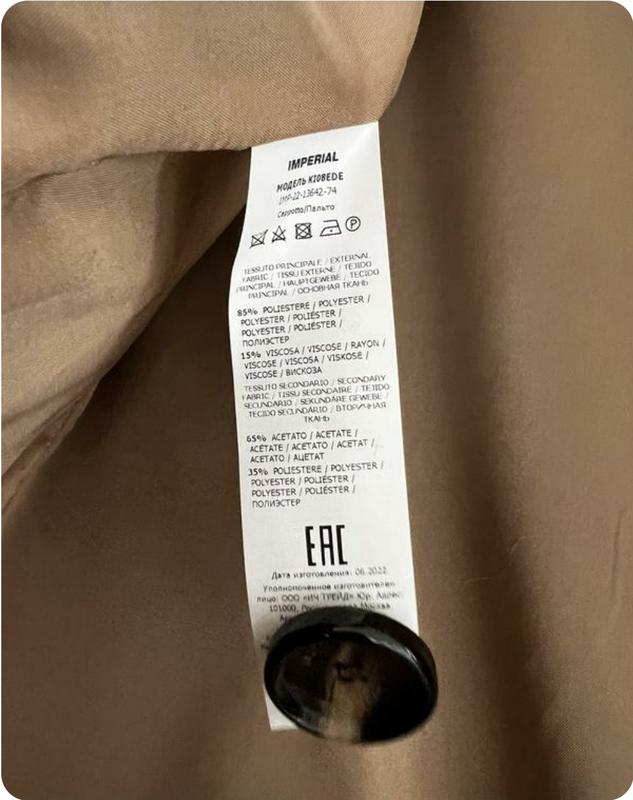 IMPERIAL
МОДЕЛЬ K10BEDE
IMP-22-13642-74
Cappotto/Пальто
P
TESSUTO PRINCIPALE / EXTERNAL
FABRIC / TISSU EXTERNE / TEJIDO
PRINCIPAL / HAUPTGEWEBE / TECIDO
PRINCIPAL / ОСНОВНАЯ ТКАНЬ
85% POLIESTERE / POLYESTER /
POLYESTER / POLIÉSTER /
POLYESTER / POLIÉSTER /
ПОЛИЭСТЕР
15% VISCOSA / VISCOSE / RAYON /
VISCOSE / VISCOSA / VISKOSE /
VISCOSE / ВИСКОЗА
TESSUTO SECONDARIO / SECONDARY
FABRIC / TISSU SECONDAIRE / TEJIDO
SECUNDARIO / SEKUNDÄRE GEWEBE /
TECIDO SECUNDÁRIO / ВТОРИЧНАЯ
ТКАНЬ
65% ACETATO / ACETATE /
ACÉTATE / ACETATO / ACETAT /
ACETATO / АЦЕТАТ
35% POLIESTERE / POLYESTER /
POLYESTER / POLIÉSTER /
POLYESTER / POLIÉSTER /
ПОЛИЭСТЕР
EAC
Дата изготовления: 06.2022
Уполномоченное изготовителем
лицо: ООО «ИЧ ТРЕЙД» Юр. Адрес:
101000, Москва